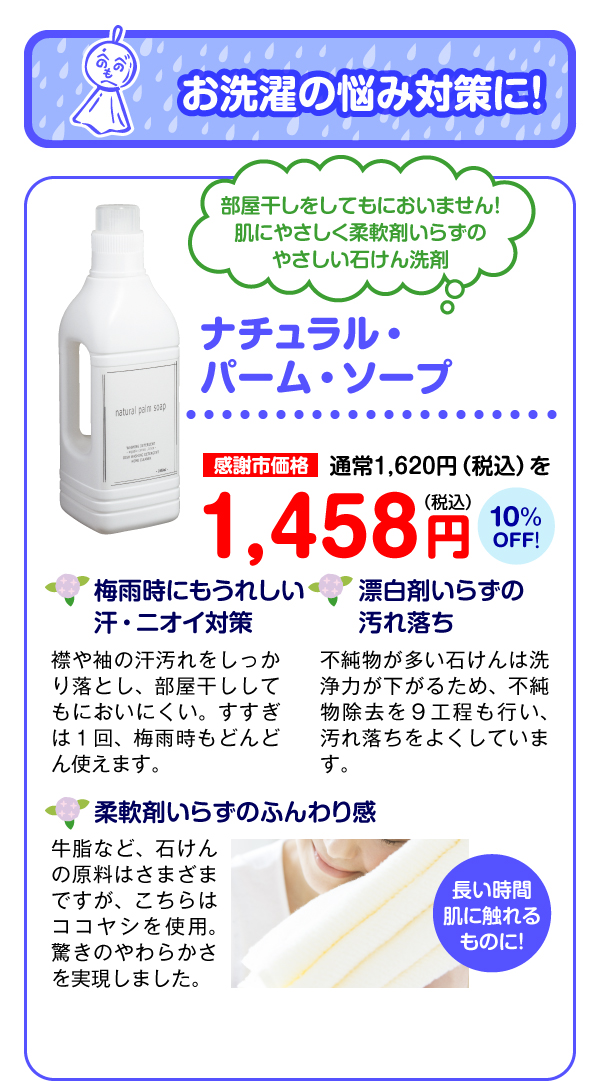 お洗濯の悩み対策に!
部屋干しをしてもにおいません!
肌にやさしく柔軟剤いらずの
やさしい石けん洗剤
ナチュラル・
パーム・ソープ
natural palm soap
感謝市価格 通常1,620円(税込)を
1,458円(税込)
10%
OFF!
梅雨時にもうれしい
汗・ニオイ対策
襟や袖の汗汚れをしっか
り落とし、部屋干しして
もにおいにくい。すすぎ
は1回、梅雨時もどんど
ん使えます。
漂白剤いらずの
汚れ落ち
不純物が多い石けんは洗
浄力が下がるため、不純
物除去を9工程も行い、
汚れ落ちをよくしていま
す。
柔軟剤いらずのふんわり感
牛脂など、石けん
の原料はさまざま
ですが、こちらは
ココヤシを使用。
驚きのやわらかさ
を実現しました。
長い時間
肌に触れる
ものに!